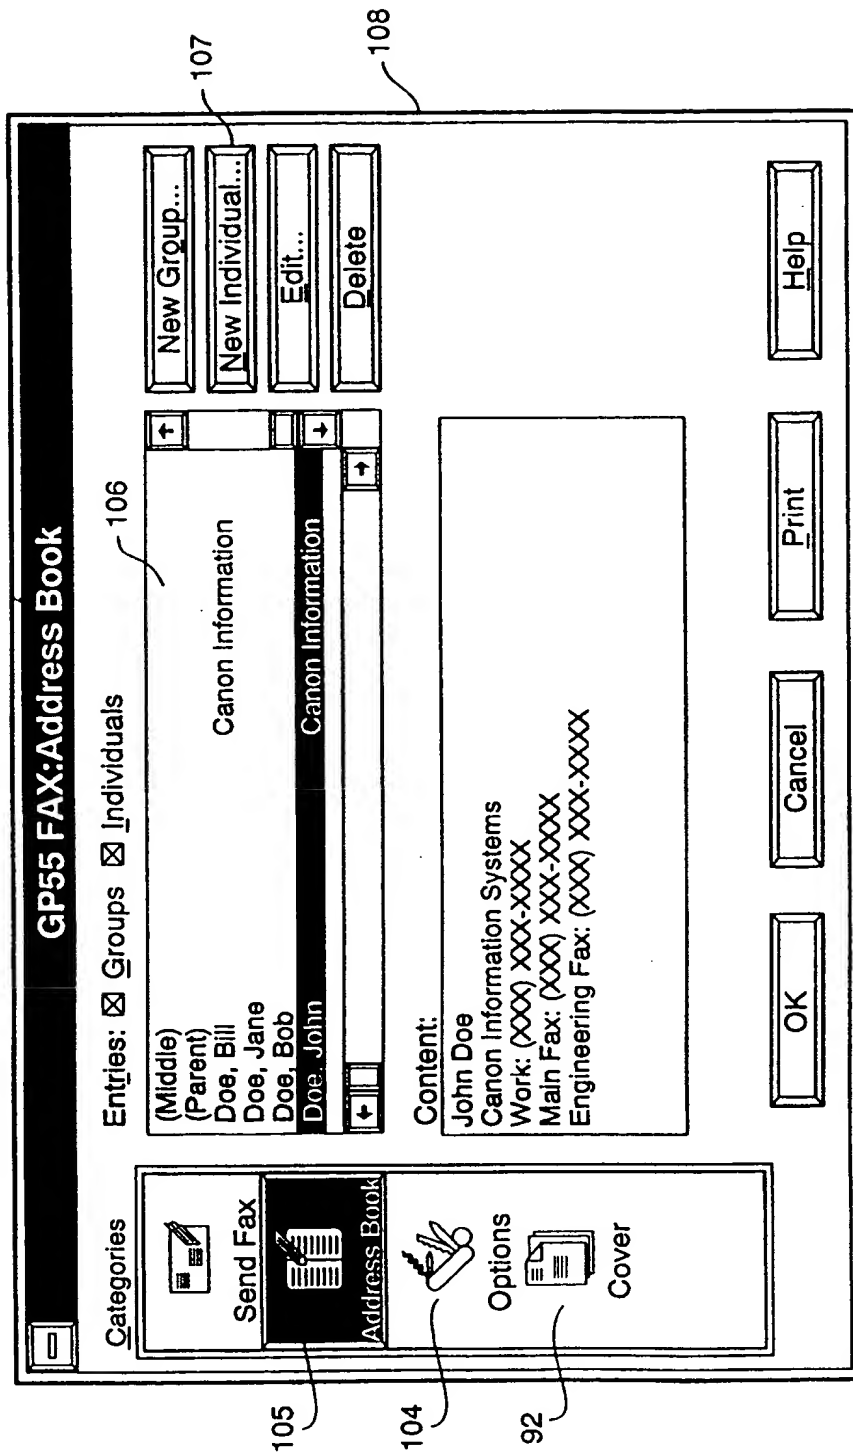 GP55 FAX:Address Book
Categories
Send Fax
Address Book
Options
Cover
Entries: Groups Individuals
(Middle)
(Parent)
Doe, Bill Canon Information
Doe, Jane
Doe, Bob
Doe, John Canon Information
New Group...
New Individual...
Edit...
Delete
Content:
John Doe
Canon Information Systems
Work: (XXX) XXX-XXXX
Main Fax: (XXX) XXX-XXXX
Engineering Fax: (XXX) XXX-XXXX
OK
Cancel
Print
Help
105
104
92
106
107
108